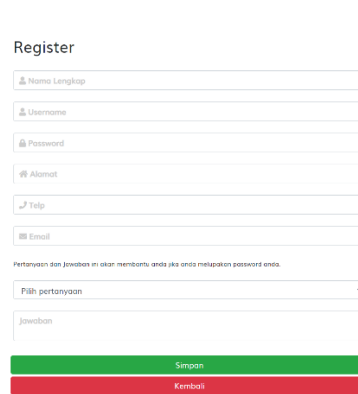 Register
Nama Lengkap
Username
Password
Alamat
Telp
Email
Pertanyaan dan Jawaban ini akan membantu anda jika anda melupakan password anda.
Pilih pertanyaan
Jawaban
Simpan
Kembali